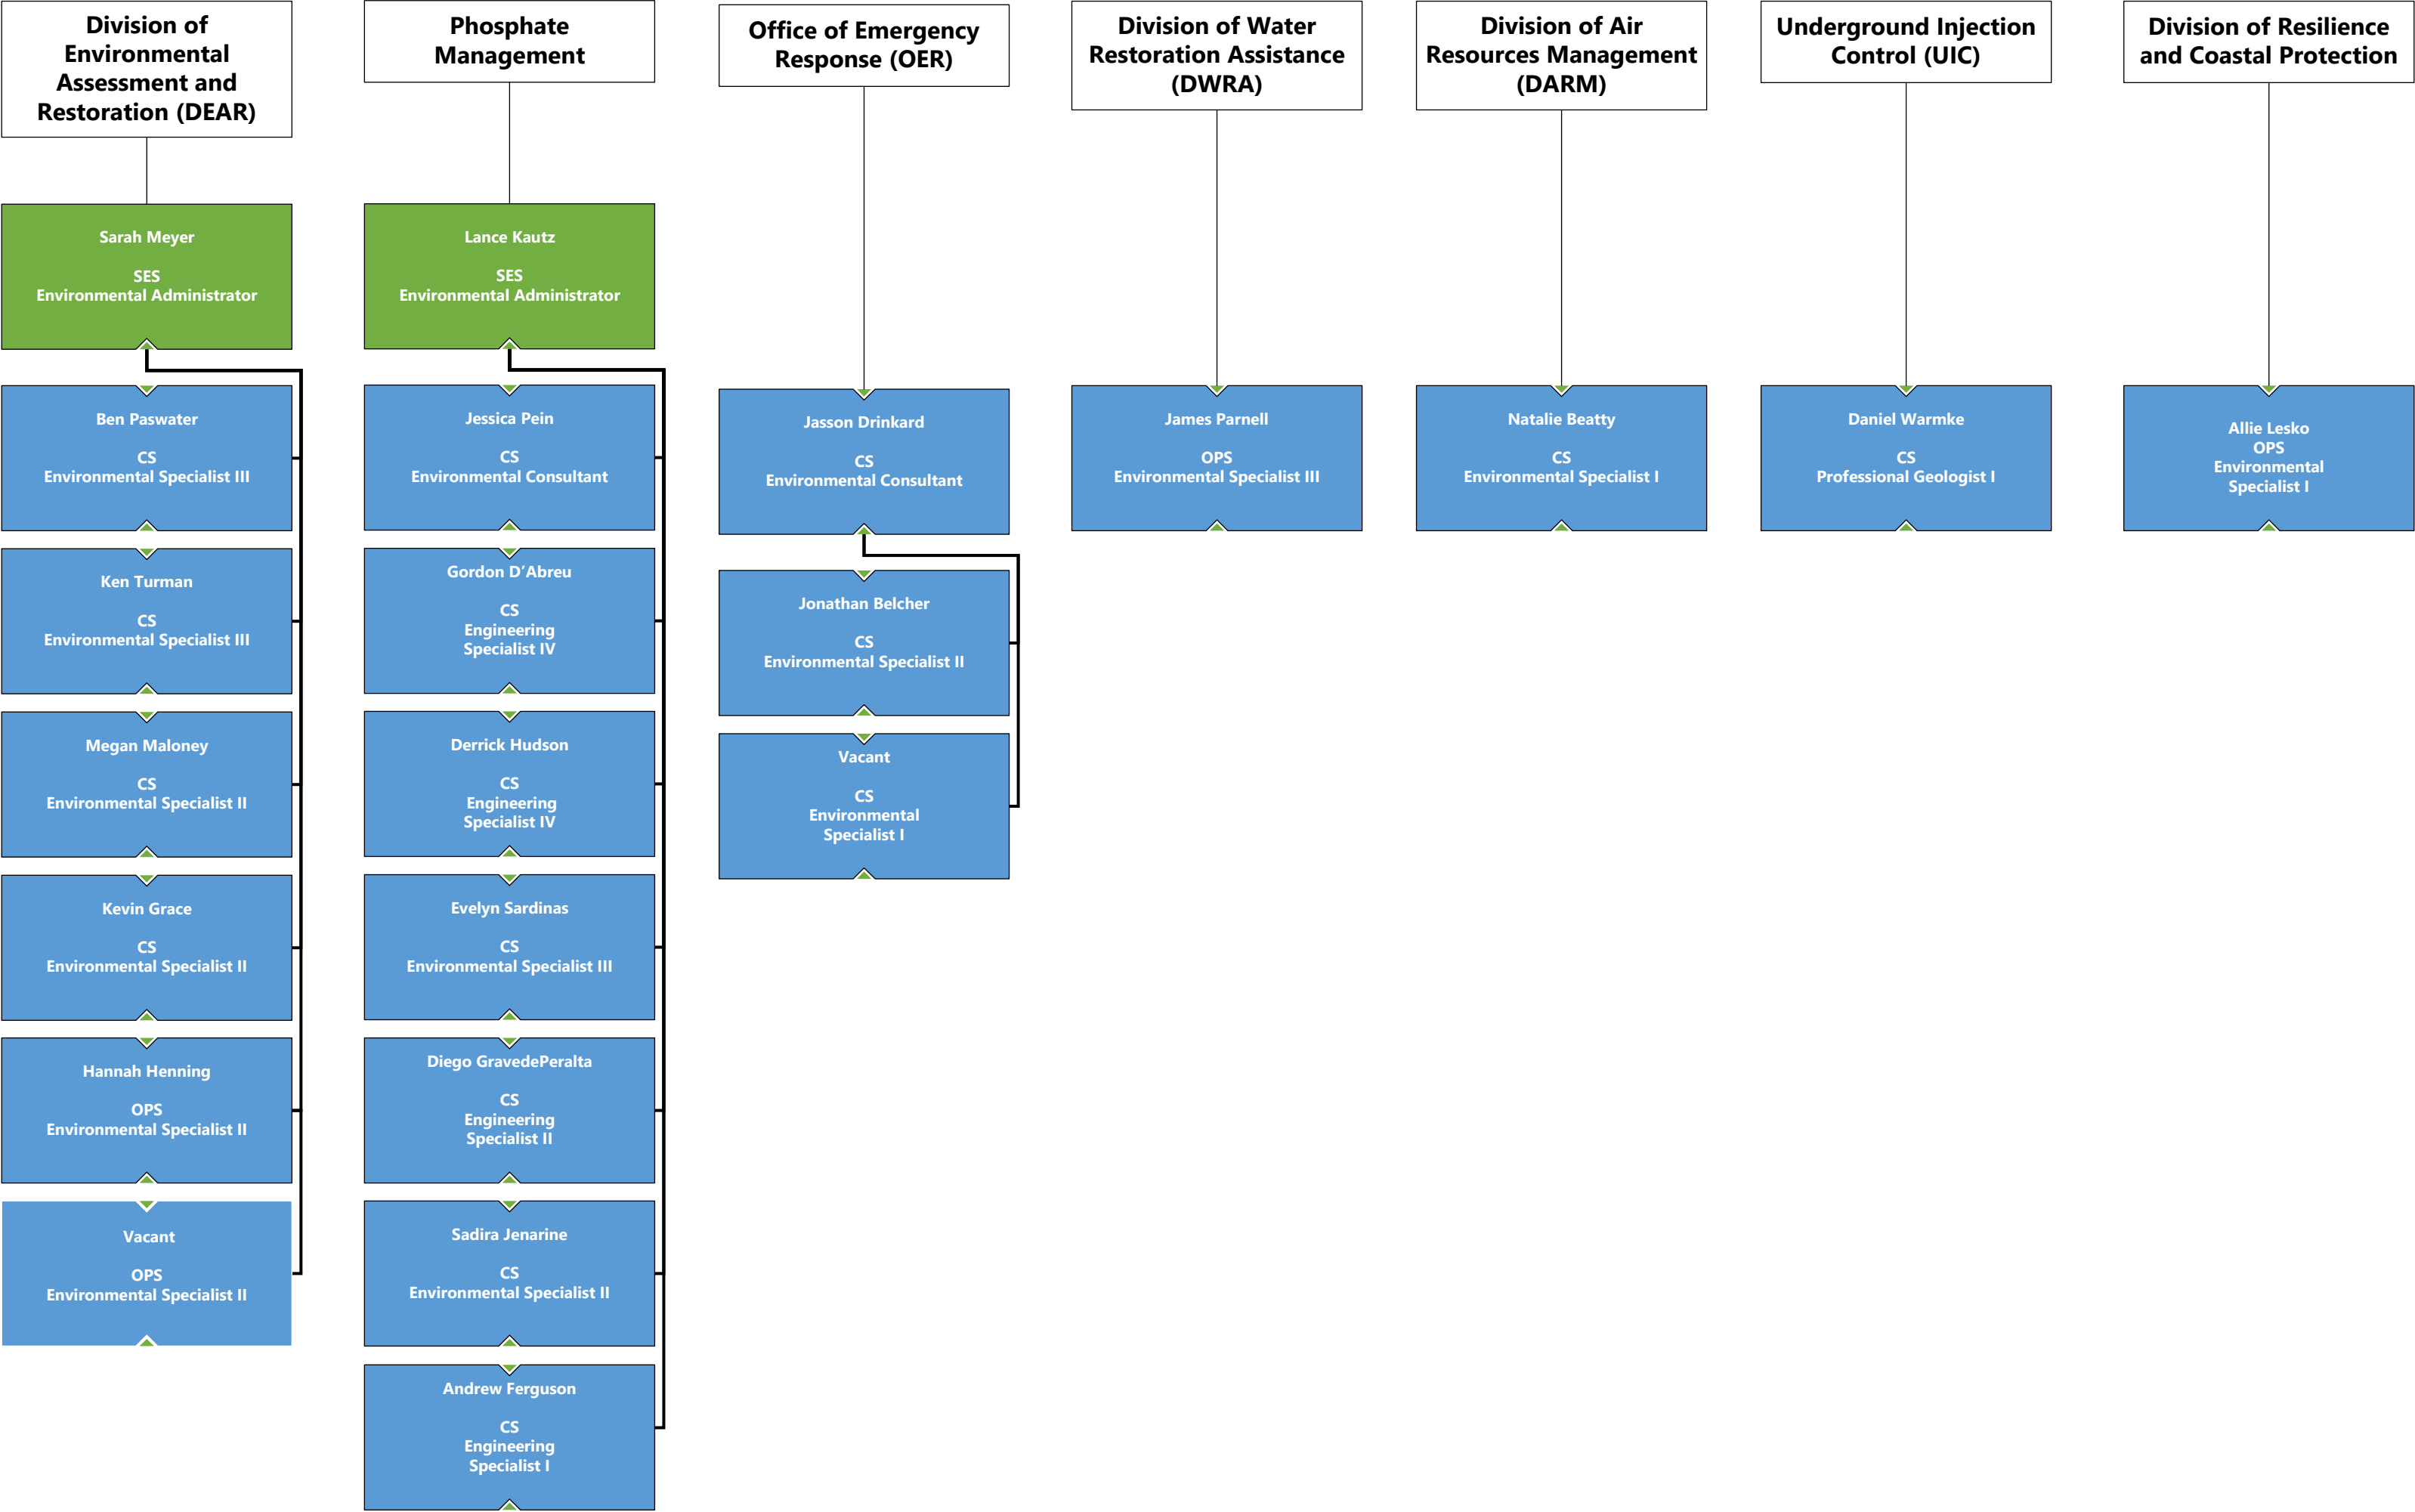 Division of
Environmental
Assessment and
Restoration (DEAR)
Sarah Meyer
SES
Environmental Administrator
Ben Paswater
CS
Environmental Specialist III
Ken Turman
CS
Environmental Specialist III
Megan Maloney
CS
Environmental Specialist II
Kevin Grace
CS
Environmental Specialist II
Hannah Henning
OPS
Environmental Specialist II
Vacant
OPS
Environmental Specialist II
Phosphate
Management
Lance Kautz
SES
Environmental Administrator
Jessica Pein
CS
Environmental Consultant
Gordon D’Abreu
CS
Engineering
Specialist IV
Derrick Hudson
CS
Engineering
Specialist IV
Evelyn Sardinas
CS
Environmental Specialist III
Diego GravedePeralta
CS
Engineering
Specialist II
Sadira Jenarine
CS
Environmental Specialist II
Andrew Ferguson
CS
Engineering
Specialist I
Office of Emergency
Response (OER)
Jasson Drinkard
CS
Environmental Consultant
Jonathan Belcher
CS
Environmental Specialist II
Vacant
CS
Environmental
Specialist I
Division of Water
Restoration Assistance
(DWRA)
James Parnell
OPS
Environmental Specialist III
Division of Air
Resources Management
(DARM)
Natalie Beatty
CS
Environmental Specialist I
Underground Injection
Control (UIC)
Daniel Warmke
CS
Professional Geologist I
Division of Resilience
and Coastal Protection
Allie Lesko
OPS
Environmental
Specialist I